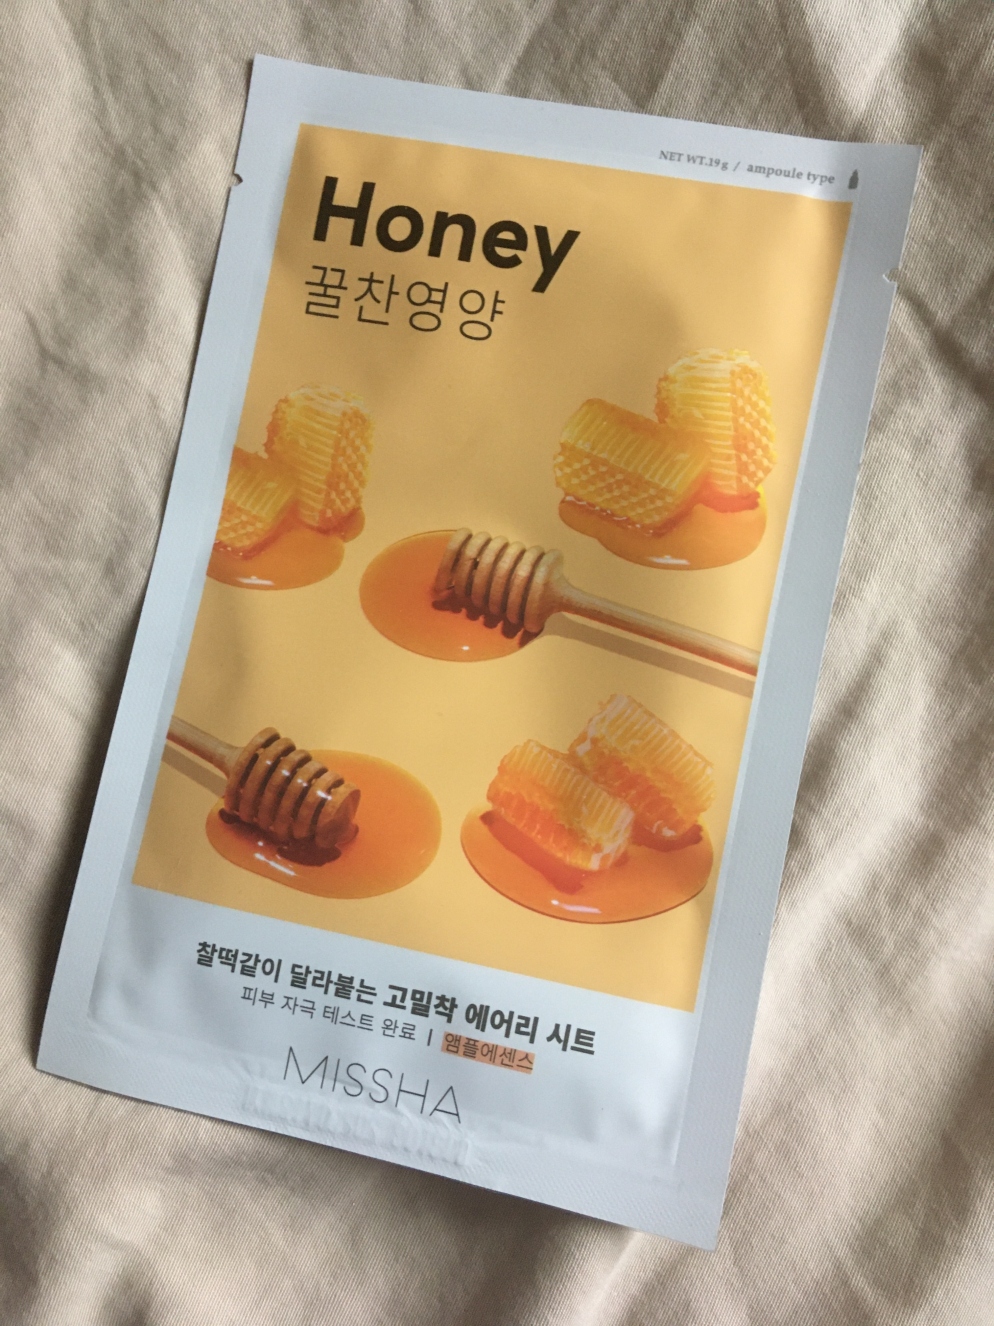 NET WT.19g / ampoule type
Honey
꿀찬영양
찰떡같이 달라붙는 고밀착 에어리 시트
피부 자극 테스트 완료 | 앰플에센스
MISSHA